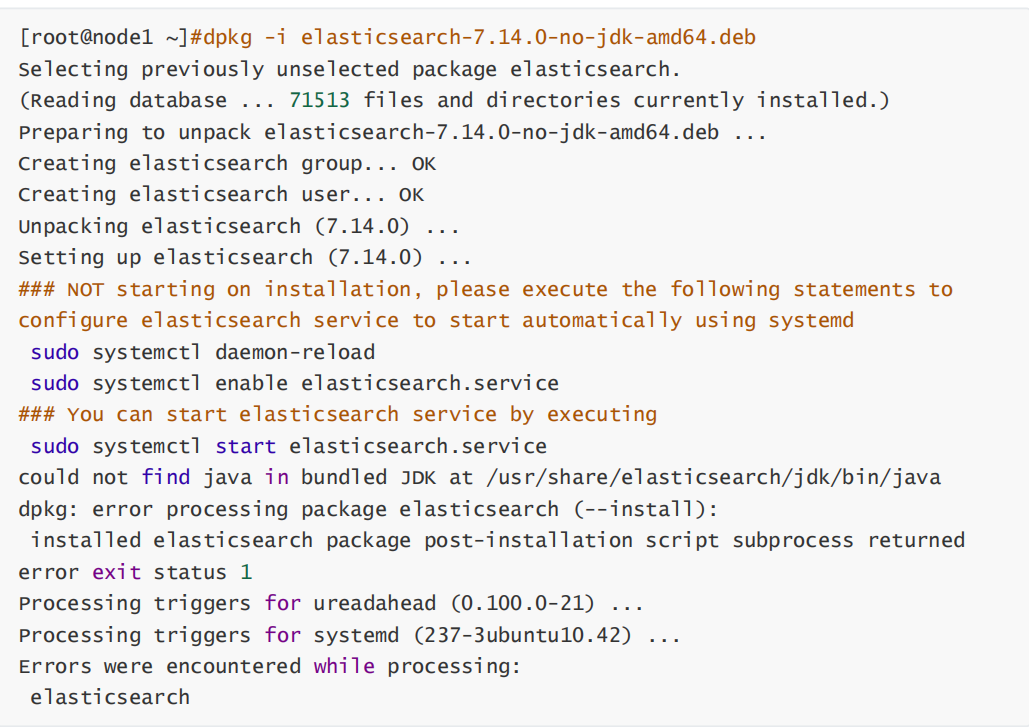 [root@node1 ~]#dpkg -i elasticsearch-7.14.0-no-jdk-amd64.deb
Selecting previously unselected package elasticsearch.
(Reading database ... 71513 files and directories currently installed.)
Preparing to unpack elasticsearch-7.14.0-no-jdk-amd64.deb ...
Creating elasticsearch group... OK
Creating elasticsearch user... OK
Unpacking elasticsearch (7.14.0) ...
Setting up elasticsearch (7.14.0) ...
### NOT starting on installation, please execute the following statements to
configure elasticsearch service to start automatically using systemd
 sudo systemctl daemon-reload
 sudo systemctl enable elasticsearch.service
### You can start elasticsearch service by executing
 sudo systemctl start elasticsearch.service
could not find java in bundled JDK at /usr/share/elasticsearch/jdk/bin/java
dpkg: error processing package elasticsearch (--install):
 installed elasticsearch package post-installation script subprocess returned
error exit status 1
Processing triggers for ureadahead (0.100.0-21) ...
Processing triggers for systemd (237-3ubuntu10.42) ...
Errors were encountered while processing:
 elasticsearch